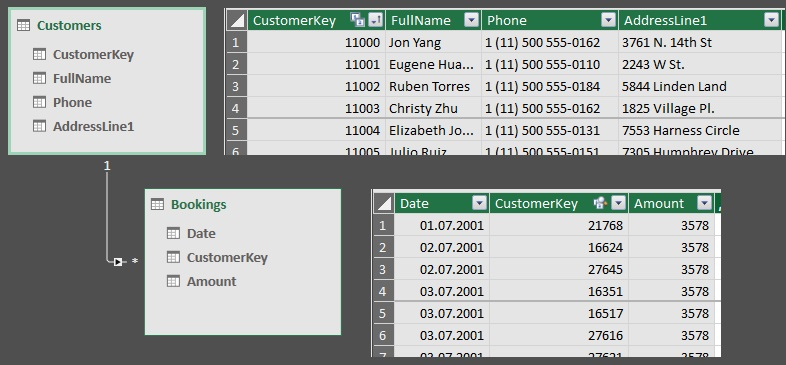 Customers
CustomerKey
FullName
Phone
AddressLine1
CustomerKey FullName Phone AddressLine1
1 11000 Jon Yang 1 (11) 500 555-0162 3761 N. 14th St
2 11001 Eugene Hua... 1 (11) 500 555-0110 2243 W St.
3 11002 Ruben Torres 1 (11) 500 555-0184 5844 Linden Land
4 11003 Christy Zhu 1 (11) 500 555-0162 1825 Village Pl.
5 11004 Elizabeth Jo... 1 (11) 500 555-0131 7553 Harness Circle
6 11005 Julio Ruiz 1 (11) 500 555-0151 7305 Humphrey Drive
1
*
Bookings
Date
CustomerKey
Amount
Date CustomerKey Amount
1 01.07.2001 21768 3578
2 02.07.2001 16624 3578
3 02.07.2001 27645 3578
4 03.07.2001 16351 3578
5 03.07.2001 16517 3578
6 03.07.2001 27616 3578
7 03.07.2001 27621 3578